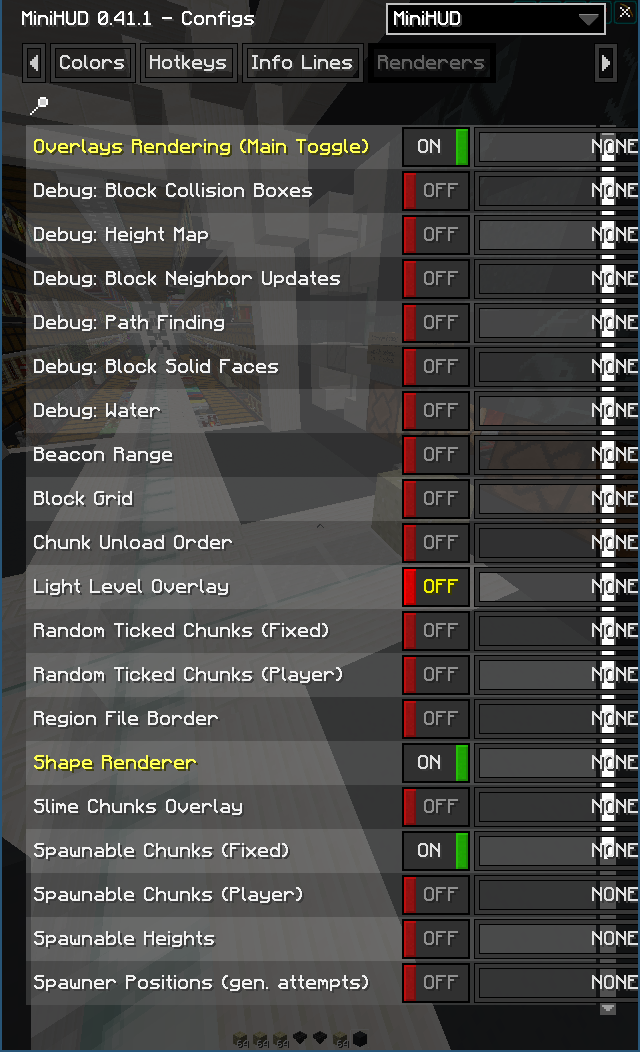 MiniHUD 0.41.1 - Configs MiniHUD
Colors Hotkeys Info Lines Renderers
Overlays Rendering (Main Toggle) ON NONE
Debug: Block Collision Boxes OFF NONE
Debug: Height Map OFF NONE
Debug: Block Neighbor Updates OFF NONE
Debug: Path Finding OFF NONE
Debug: Block Solid Faces OFF NONE
Debug: Water OFF NONE
Beacon Range OFF NONE
Block Grid OFF NONE
Chunk Unload Order OFF NONE
Light Level Overlay OFF NONE
Random Ticked Chunks (Fixed) OFF NONE
Random Ticked Chunks (Player) OFF NONE
Region File Border OFF NONE
Shape Renderer ON NONE
Slime Chunks Overlay OFF NONE
Spawnable Chunks (Fixed) ON NONE
Spawnable Chunks (Player) OFF NONE
Spawnable Heights OFF NONE
Spawner Positions (gen. attempts) OFF NONE
64 64 64 64